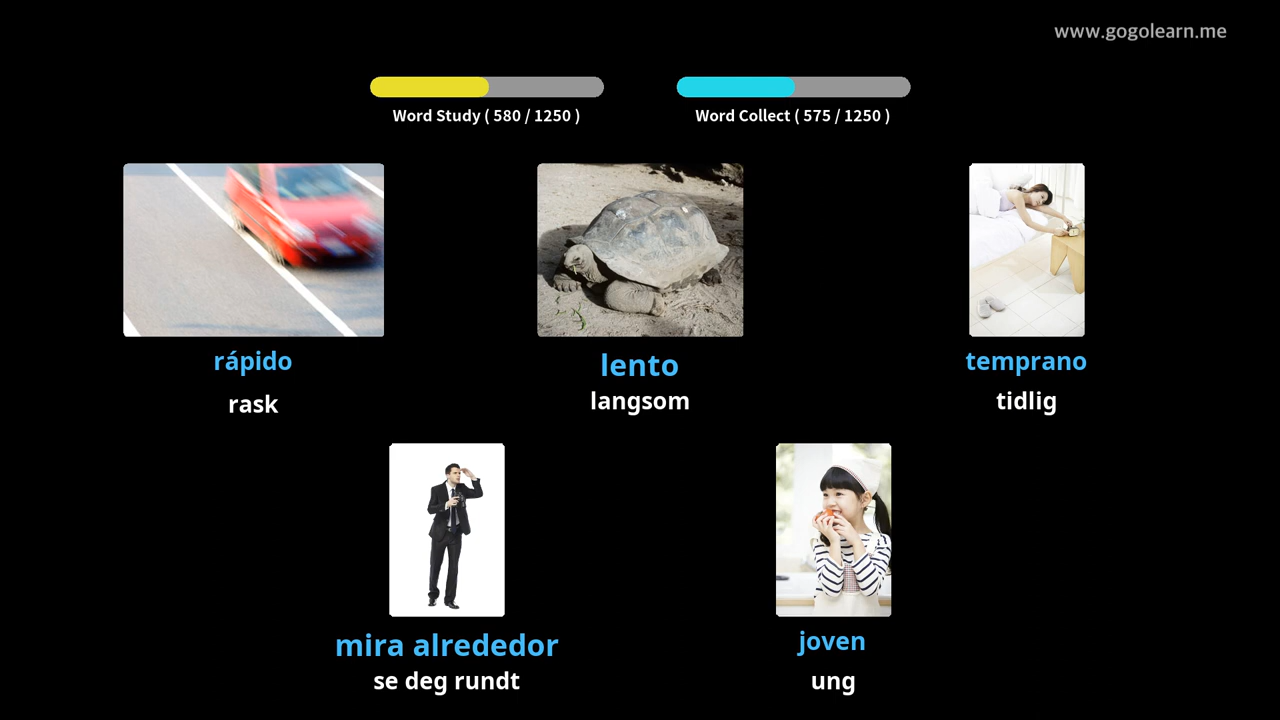 www.gogolearn.me
Word Study ( 580 / 1250 )
Word Collect ( 575 / 1250 )
rápido
rask
lento
langsom
temprano
tidlig
mira alrededor
se deg rundt
joven
ung